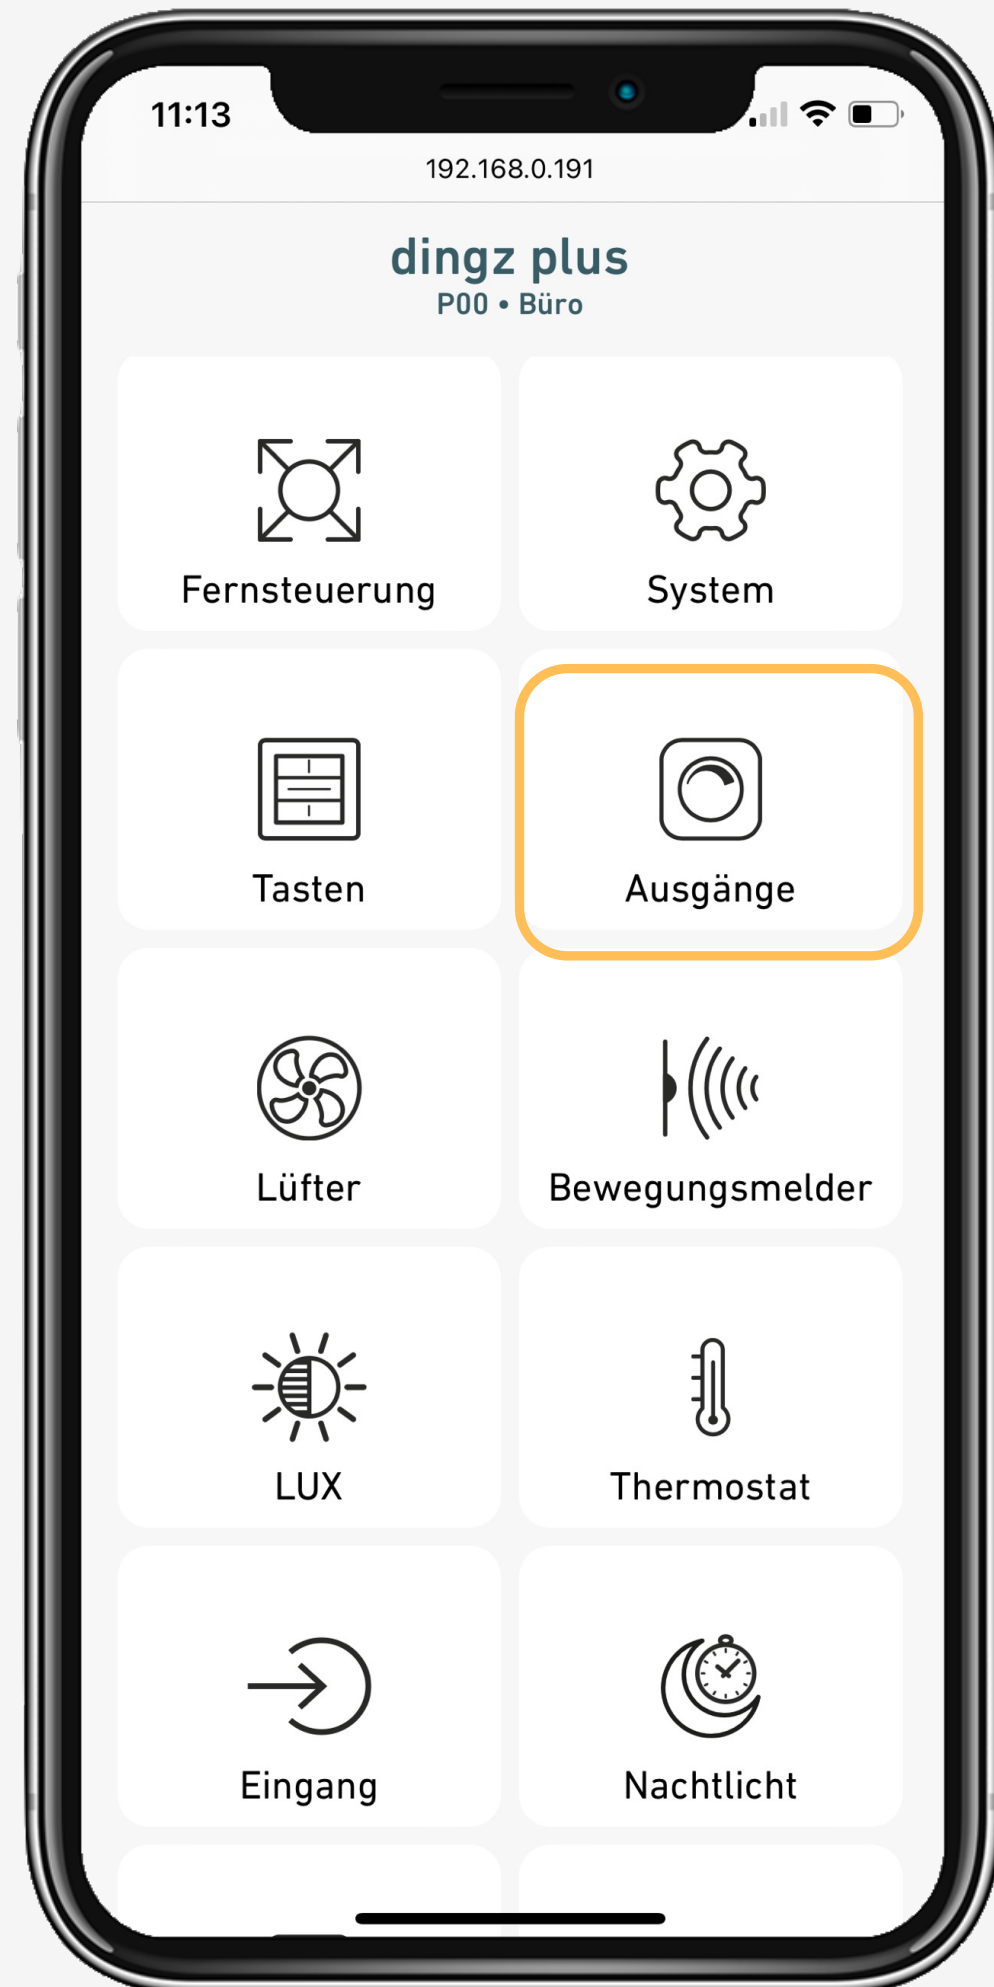 11:13
192.168.0.191
dingz plus
P00 • Büro
Fernsteuerung
System
Tasten
Ausgänge
Lüfter
Bewegungsmelder
LUX
Thermostat
Eingang
Nachtlicht